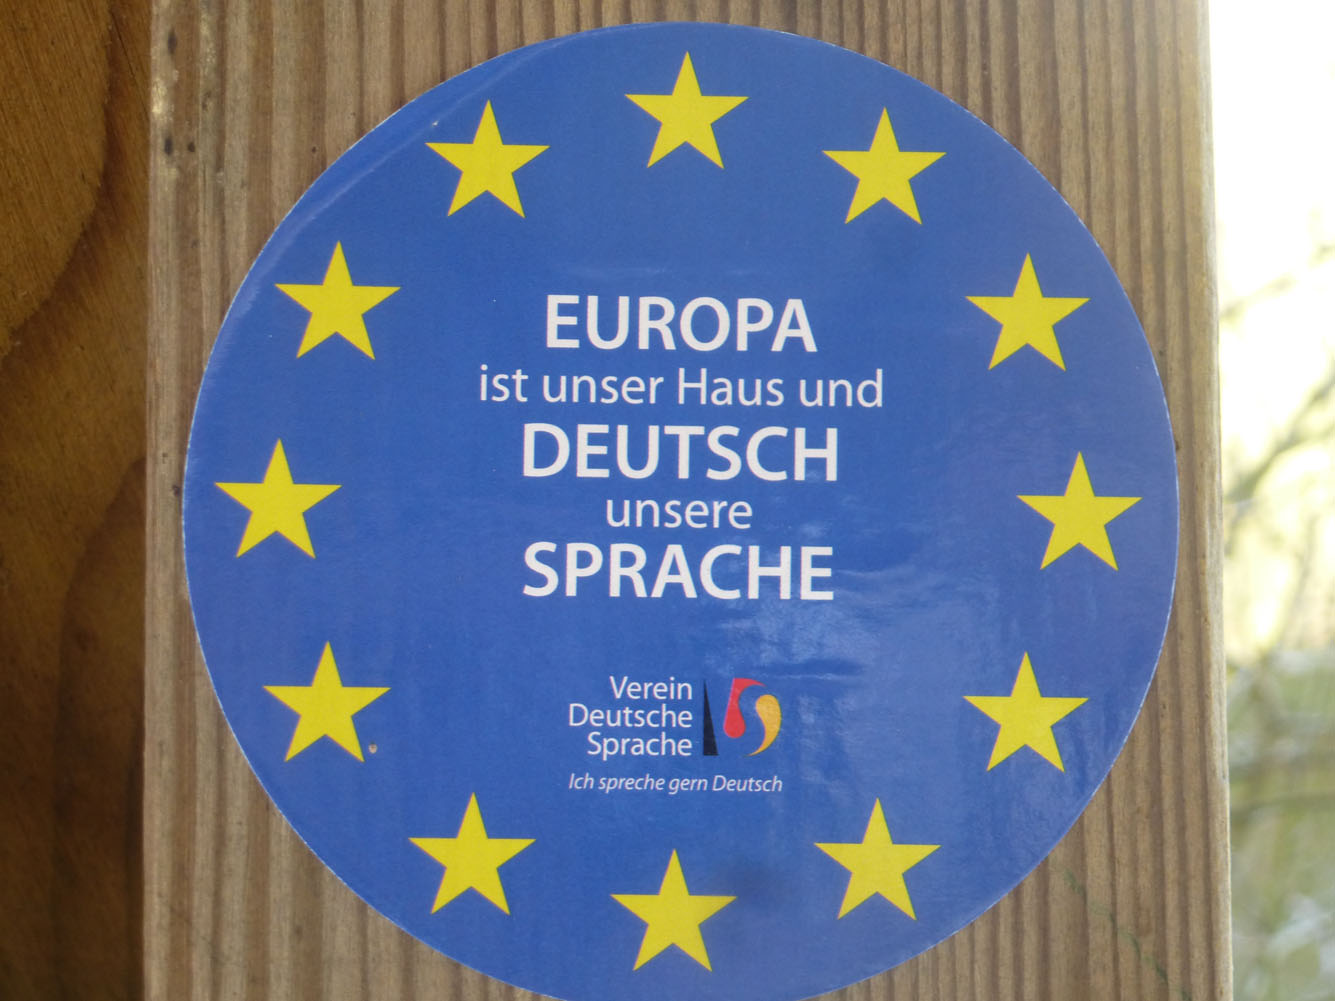 EUROPA
ist unser Haus und
DEUTSCH
unsere
SPRACHE
Verein
Deutsche
Sprache
Ich spreche gern Deutsch